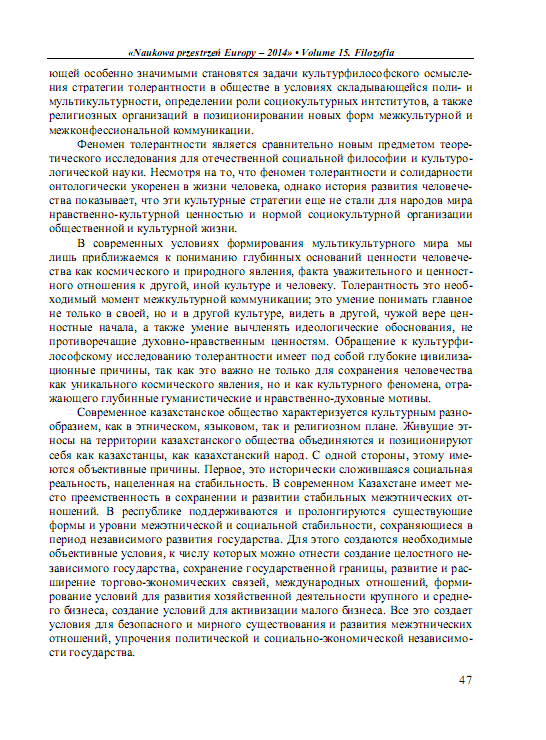 «Naukowa przestrzeń Europy – 2014» • Volume 15. Filozofia
ющей особенно значимыми становятся задачи культурфилософского осмысле-
ния стратегии толерантности в обществе в условиях складывающейся поли- и
мультикультурности, определении роли социокультурных интститутов, а также
религиозных организаций в позиционировании новых форм межкультурной и
межконфессиональной коммуникации.
Феномен толерантности является сравнительно новым предметом теоре-
тического исследования для отечественной социальной философии и культуро-
логической науки. Несмотря на то, что феномен толерантности и солидарности
онтологически укоренен в жизни человека, однако история развития человече-
ства показывает, что эти культурные стратегии еще не стали для народов мира
нравственно-культурной ценностью и нормой социокультурной организации
общественной и культурной жизни.
В современных условиях формирования мультикультурного мира мы
лишь приближаемся к пониманию глубинных оснований ценности человече-
ства как космического и природного явления, факта уважительного и ценност-
ного отношения к другой, иной культуре и человеку. Толерантность это необ-
ходимый момент межкультурной коммуникации; это умение понимать главное
не только в своей, но и в другой культуре, видеть в другой, чужой вере цен-
ностные начала, а также умение вычленять идеологические обоснования, не
противоречащие духовно-нравственным ценностям. Обращение к культурфи-
лософскому исследованию толерантности имеет под собой глубокие цивилиза-
ционные причины, так как это важно не только для сохранения человечества
как уникального космического явления, но и как культурного феномена, отра-
жающего глубинные гуманистические и нравственно-духовные мотивы.
Современное казахстанское общество характеризуется культурным разно-
образием, как в этническом, языковом, так и религиозном плане. Живущие эт-
носы на территории казахстанского общества объединяются и позиционируют
себя как казахстанцы, как казахстанский народ. С одной стороны, этому име-
ются объективные причины. Первое, это исторически сложившаяся социальная
реальность, нацеленная на стабильность. В современном Казахстане имеет ме-
сто преемственность в сохранении и развитии стабильных межэтнических от-
ношений. В республике поддерживаются и пролонгируются существующие
формы и уровни межэтнической и социальной стабильности, сохраняющиеся в
период независимого развития государства. Для этого создаются необходимые
объективные условия, к числу которых можно отнести создание целостного не-
зависимого государства, сохранение государственной границы, развитие и рас-
ширение торгово-экономических связей, международных отношений, форми-
рование условий для развития хозяйственной деятельности крупного и средне-
го бизнеса, создание условий для активизации малого бизнеса. Все это создает
условия для безопасного и мирного существования и развития межэтнических
отношений, упрочения политической и социально-экономической независимо-
сти государства.
47